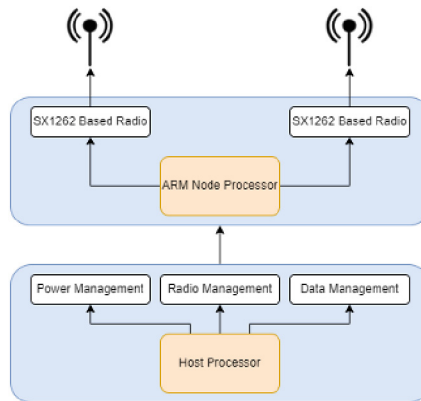 SX1262 Based Radio
SX1262 Based Radio
ARM Node Processor
Power Management
Radio Management
Data Management
Host Processor